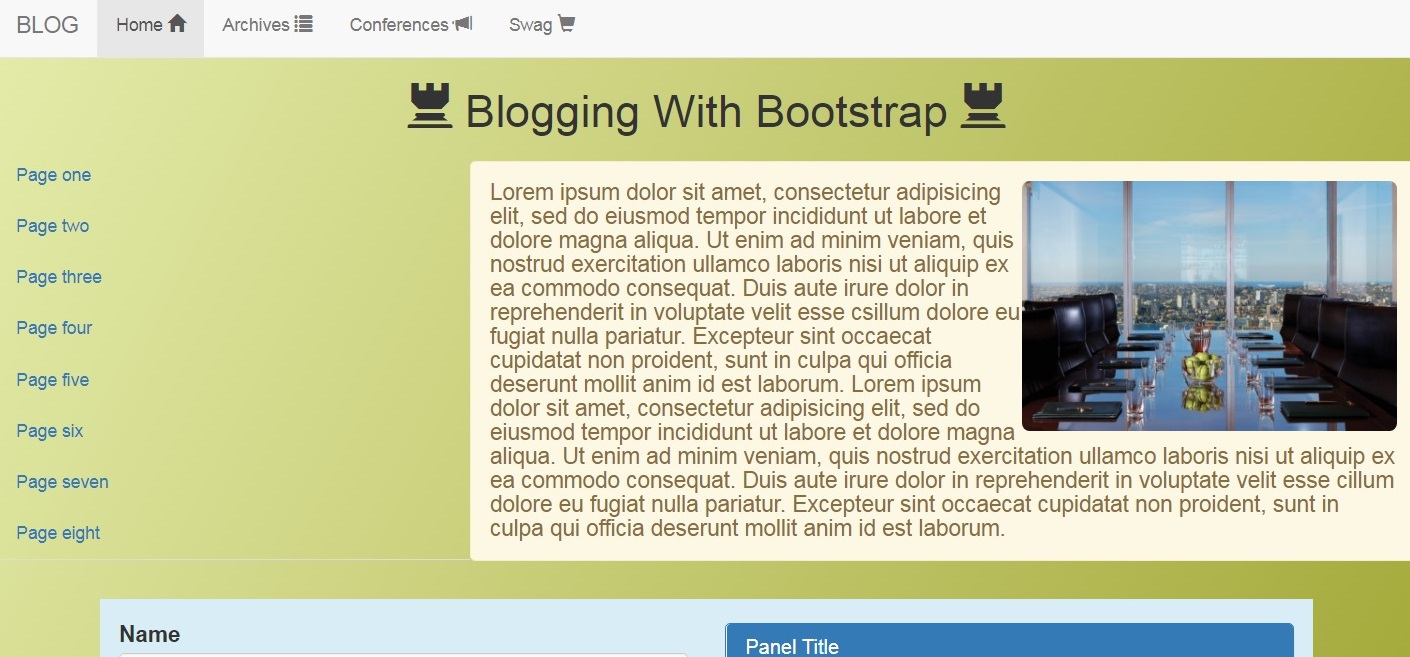 BLOG Home Archives Conferences Swag
Blogging With Bootstrap
Page one
Page two
Page three
Page four
Page five
Page six
Page seven
Page eight
Lorem ipsum dolor sit amet, consectetur adipisicing
elit, sed do eiusmod tempor incididunt ut labore et
dolore magna aliqua. Ut enim ad minim veniam, quis
nostrud exercitation ullamco laboris nisi ut aliquip ex
ea commodo consequat. Duis aute irure dolor in
reprehenderit in voluptate velit esse csillum dolore eu
fugiat nulla pariatur. Excepteur sint occaecat
cupidatat non proident, sunt in culpa qui officia
deserunt mollit anim id est laborum. Lorem ipsum
dolor sit amet, consectetur adipisicing elit, sed do
eiusmod tempor incididunt ut labore et dolore magna
aliqua. Ut enim ad minim veniam, quis nostrud exercitation ullamco laboris nisi ut aliquip ex
ea commodo consequat. Duis aute irure dolor in reprehenderit in voluptate velit esse cillum
dolore eu fugiat nulla pariatur. Excepteur sint occaecat cupidatat non proident, sunt in
culpa qui officia deserunt mollit anim id est laborum.
Name
Panel Title